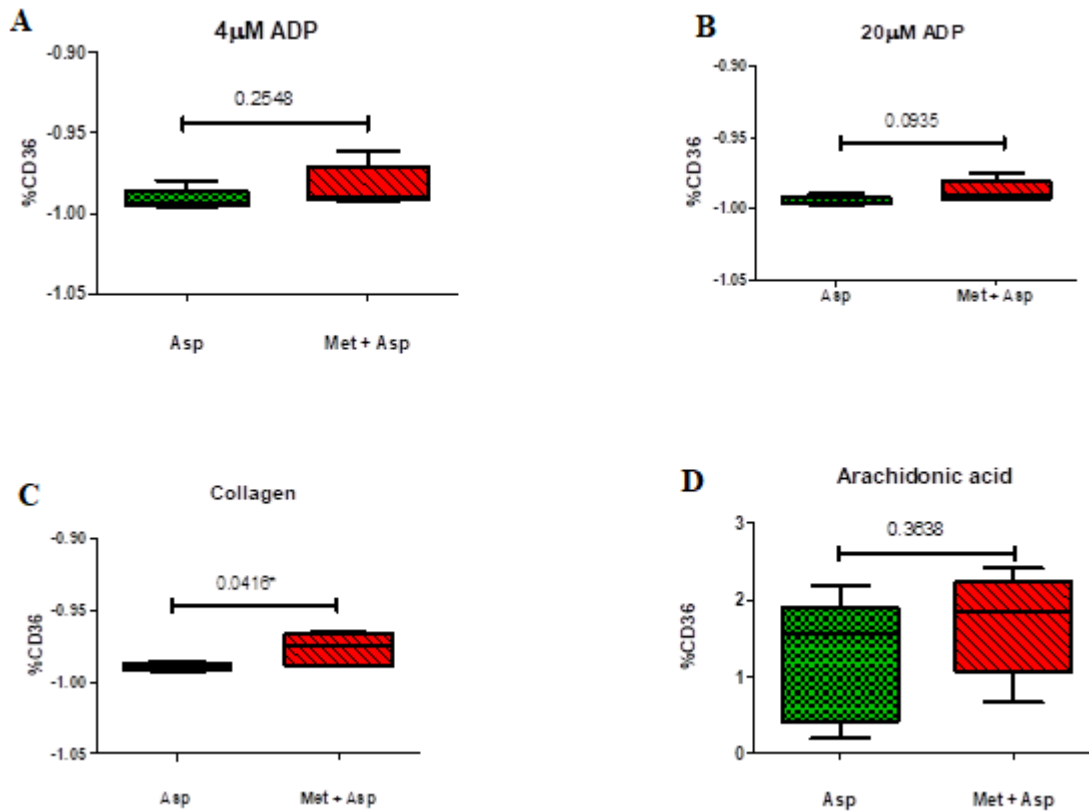 A
4μM ADP
-0.90
-0.95
-1.00
-1.05
%CD36
0.2548
Asp
Met + Asp
B
20μM ADP
-0.90
-0.95
-1.00
-1.05
%CD36
0.0935
Asp
Met + Asp
C
Collagen
-0.90
-0.95
-1.00
-1.05
%CD36
0.0416*
Asp
Met + Asp
D
Arachidonic acid
3
2
1
0
%CD36
0.3638
Asp
Met + Asp